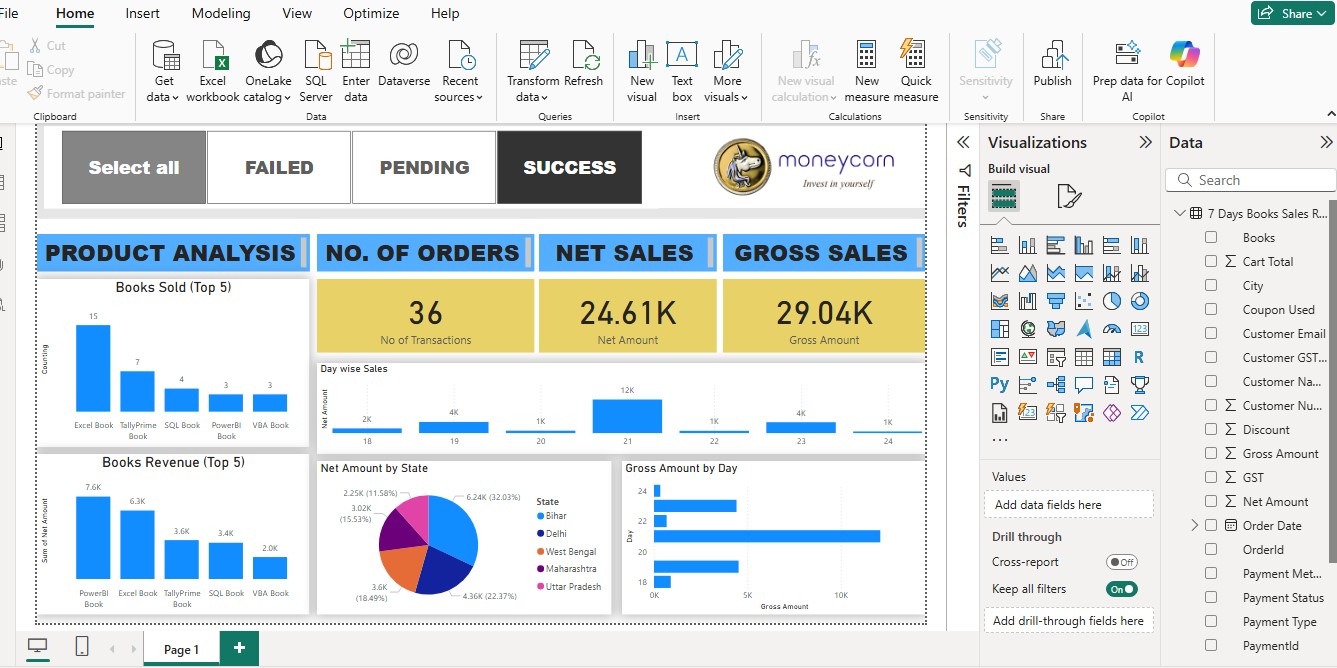 File Home Insert Modeling View Optimize Help Share
Cut
Copy
Format painter
Get data
Excel workbook
OneLake catalog
SQL Server
Enter data
Dataverse
Recent sources
Transform data
Refresh
New visual
Text box
More visuals
New visual calculation
New measure
Quick measure
Sensitivity
Publish
Prep data for AI
Copilot
Clipboard Data Queries Insert Calculations Sensitivity Share Copilot
Select all FAILED PENDING SUCCESS
moneycorn
Invest in yourself
PRODUCT ANALYSIS NO. OF ORDERS NET SALES GROSS SALES
Books Sold (Top 5)
Counting
15
7
4
3
3
Excel Book
TallyPrime Book
SQL Book
PowerBI Book
VBA Book
36
No of Transactions
24.61K
Net Amount
29.04K
Gross Amount
Day wise Sales
Net Amount
2K 4K 1K 12K 1K 4K 1K
18 19 20 21 22 23 24
Books Revenue (Top 5)
Sum of Net Amount
7.6K
6.3K
3.6K
3.4K
2.0K
PowerBI Book
Excel Book
TallyPrime Book
SQL Book
VBA Book
Net Amount by State
2.25K (11.58%)
3.02K (15.53%)
3.6K (18.49%)
6.24K (32.03%)
4.36K (22.37%)
State
Bihar
Delhi
West Bengal
Maharashtra
Uttar Pradesh
Gross Amount by Day
Day
24
22
20
18
0K 5K 10K
Gross Amount
Page 1
Filters
Visualizations
Build visual
123
R
Py
Values
Add data fields here
Drill through
Cross-report Off
Keep all filters On
Add drill-through fields here
Data
Search
7 Days Books Sales R...
Books
Cart Total
City
Coupon Used
Customer Email
Customer GST...
Customer Na...
Customer Nu...
Discount
Gross Amount
GST
Net Amount
Order Date
OrderId
Payment Met...
Payment Status
Payment Type
PaymentId